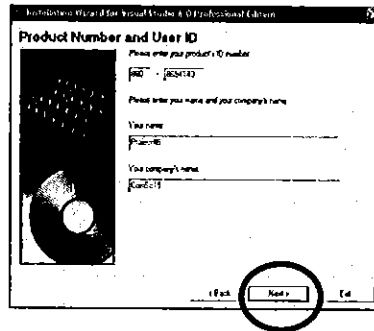 Installation Wizard for Visual Studio 6.0 Professional Edition
Product Number and User ID
Please enter your product's ID number:
Please enter your name and your company's name.
Your name:
Your company's name:
< Back
Next >
Exit